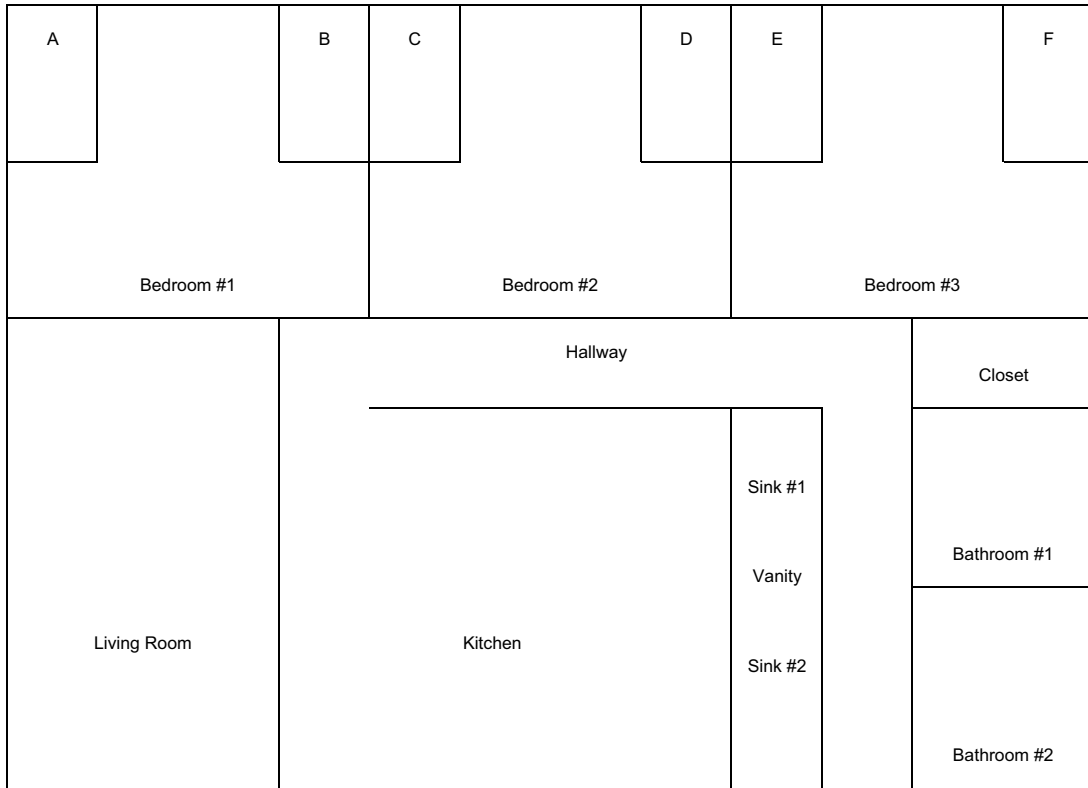 A
B
C
D
E
F
Bedroom #1
Bedroom #2
Bedroom #3
Hallway
Closet
Sink #1
Bathroom #1
Vanity
Living Room
Kitchen
Sink #2
Bathroom #2